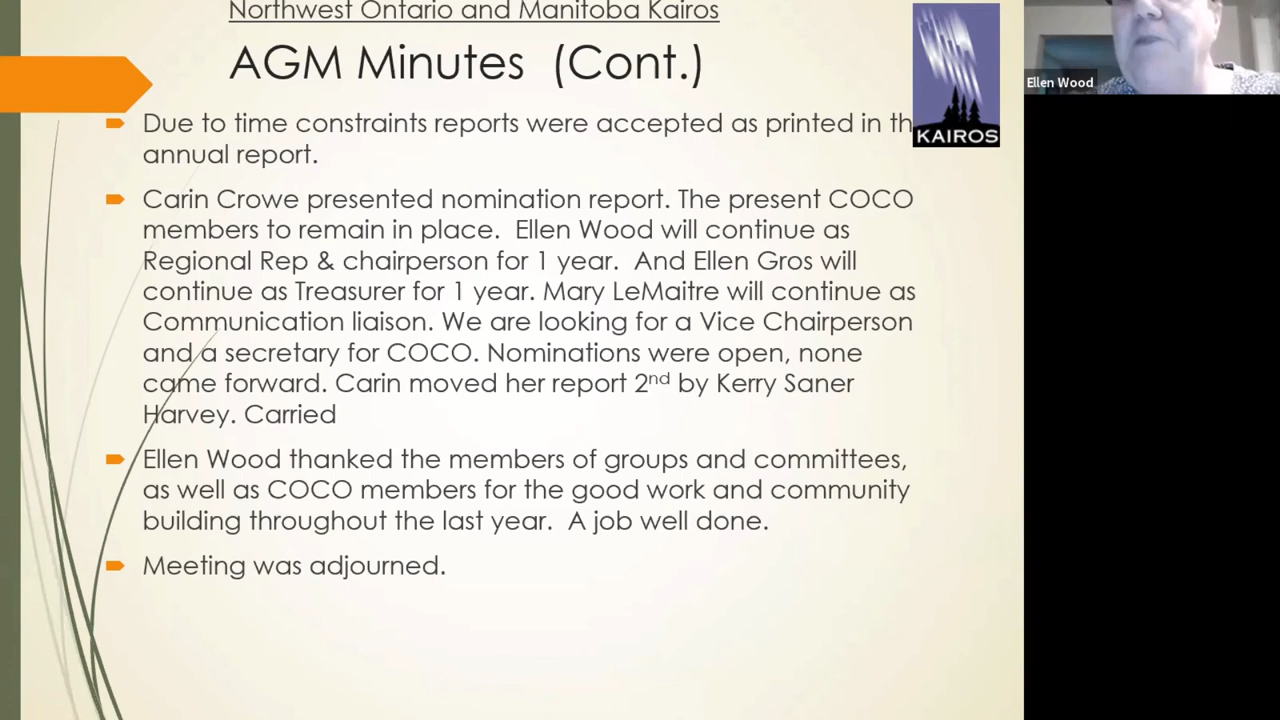 Northwest Ontario and Manitoba Kairos
AGM Minutes (Cont.)
KAIROS
Ellen Wood
Due to time constraints reports were accepted as printed in th
annual report.
Carin Crowe presented nomination report. The present COCO
members to remain in place. Ellen Wood will continue as
Regional Rep & chairperson for 1 year. And Ellen Gros will
continue as Treasurer for 1 year. Mary LeMaitre will continue as
Communication liaison. We are looking for a Vice Chairperson
and a secretary for COCO. Nominations were open, none
came forward. Carin moved her report 2nd by Kerry Saner
Harvey. Carried
Ellen Wood thanked the members of groups and committees,
as well as COCO members for the good work and community
building throughout the last year. A job well done.
Meeting was adjourned.